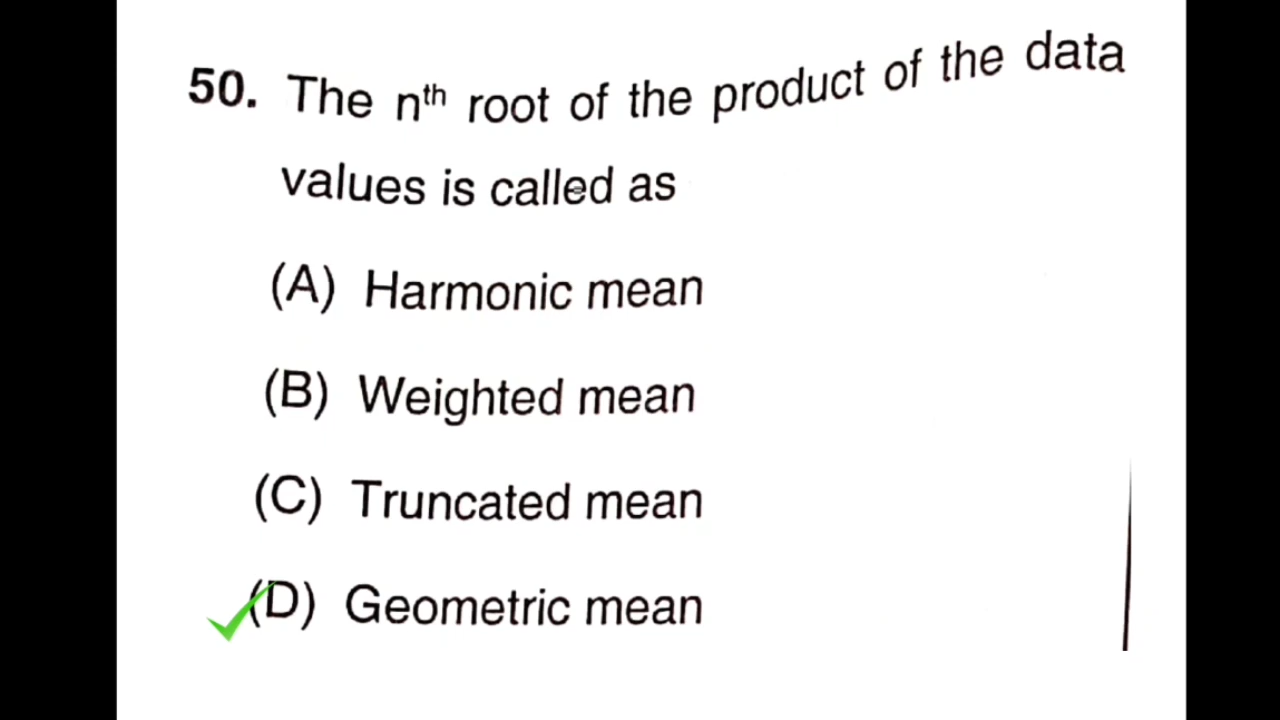 50. The nth root of the product of the data
values is called as
(A) Harmonic mean
(B) Weighted mean
(C) Truncated mean
(D) Geometric mean